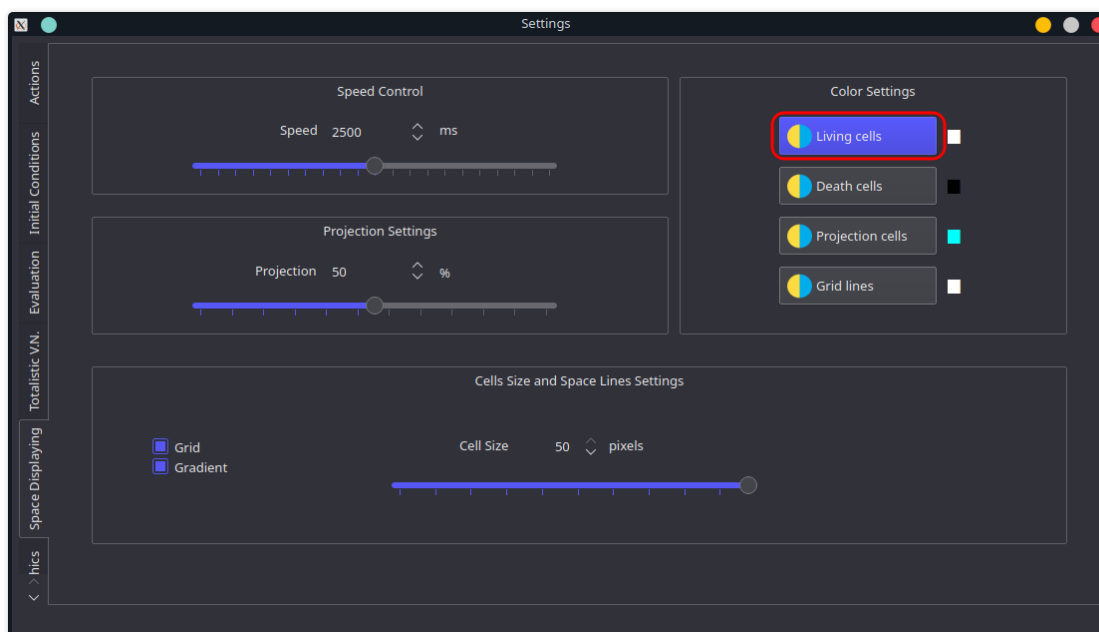 Settings
Actions
Initial Conditions
Evaluation
Totalistic V.N.
Space Displaying
hics
Speed Control
Speed 2500 ms
Projection Settings
Projection 50 %
Color Settings
Living cells
Death cells
Projection cells
Grid lines
Cells Size and Space Lines Settings
Grid
Gradient
Cell Size 50 pixels